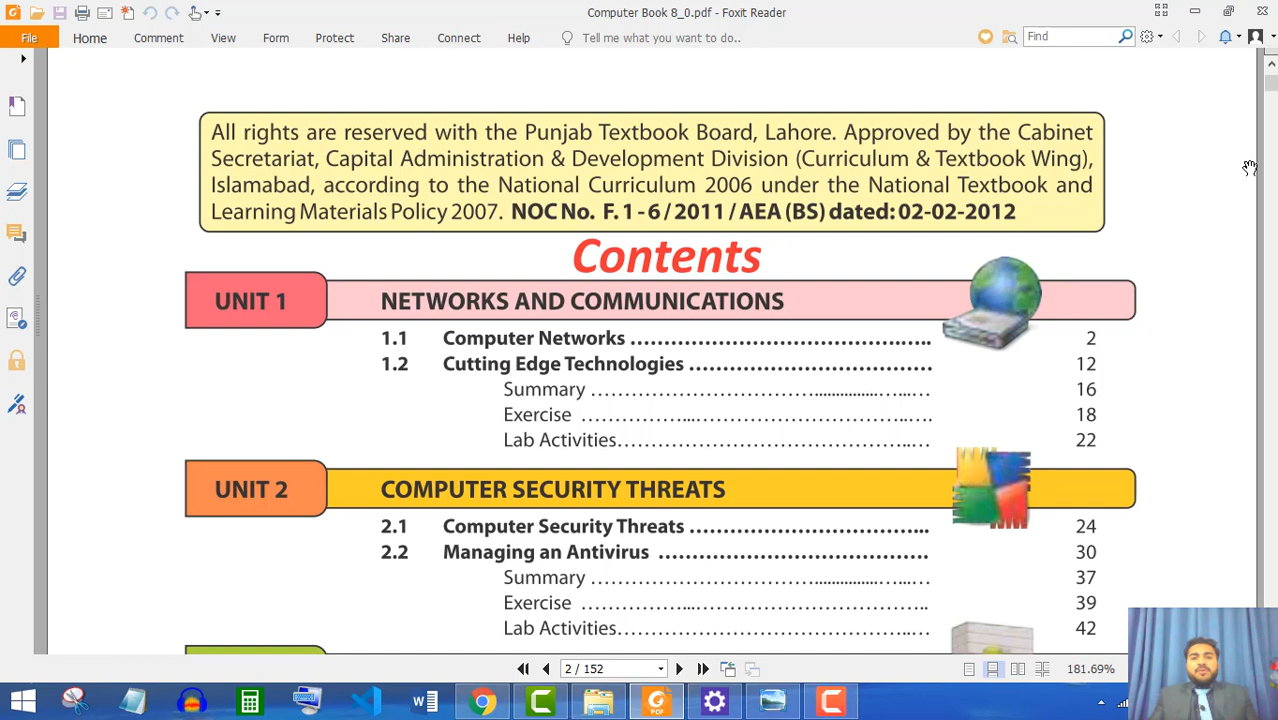 Computer Book 8_0.pdf - Foxit Reader
File Home Comment View Form Protect Share Connect Help Tell me what you want to do.. Find
All rights are reserved with the Punjab Textbook Board, Lahore. Approved by the Cabinet
Secretariat, Capital Administration & Development Division (Curriculum & Textbook Wing),
Islamabad, according to the National Curriculum 2006 under the National Textbook and
Learning Materials Policy 2007. NOC No. F. 1 - 6 / 2011 / AEA (BS) dated: 02-02-2012
Contents
UNIT 1 NETWORKS AND COMMUNICATIONS
1.1 Computer Networks ........................................ 2
1.2 Cutting Edge Technologies ........................................ 12
Summary ........................................ 16
Exercise ........................................ 18
Lab Activities........................................ 22
UNIT 2 COMPUTER SECURITY THREATS
2.1 Computer Security Threats ........................................ 24
2.2 Managing an Antivirus ........................................ 30
Summary ........................................ 37
Exercise ........................................ 39
Lab Activities........................................ 42
2 / 152 181.69%
PDF